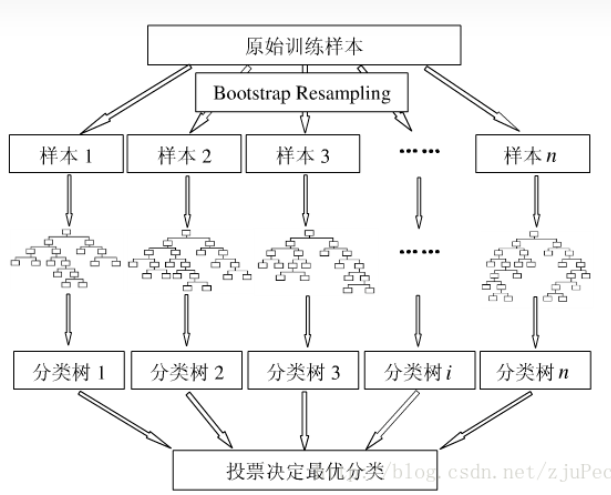 原始训练样本
Bootstrap Resampling
样本 1
样本 2
样本 3
……
样本 n
……
分类树 1
分类树 2
分类树 3
分类树 i
分类树 n
投票决定最优分类
http://blog.csdn.net/zjuPeco